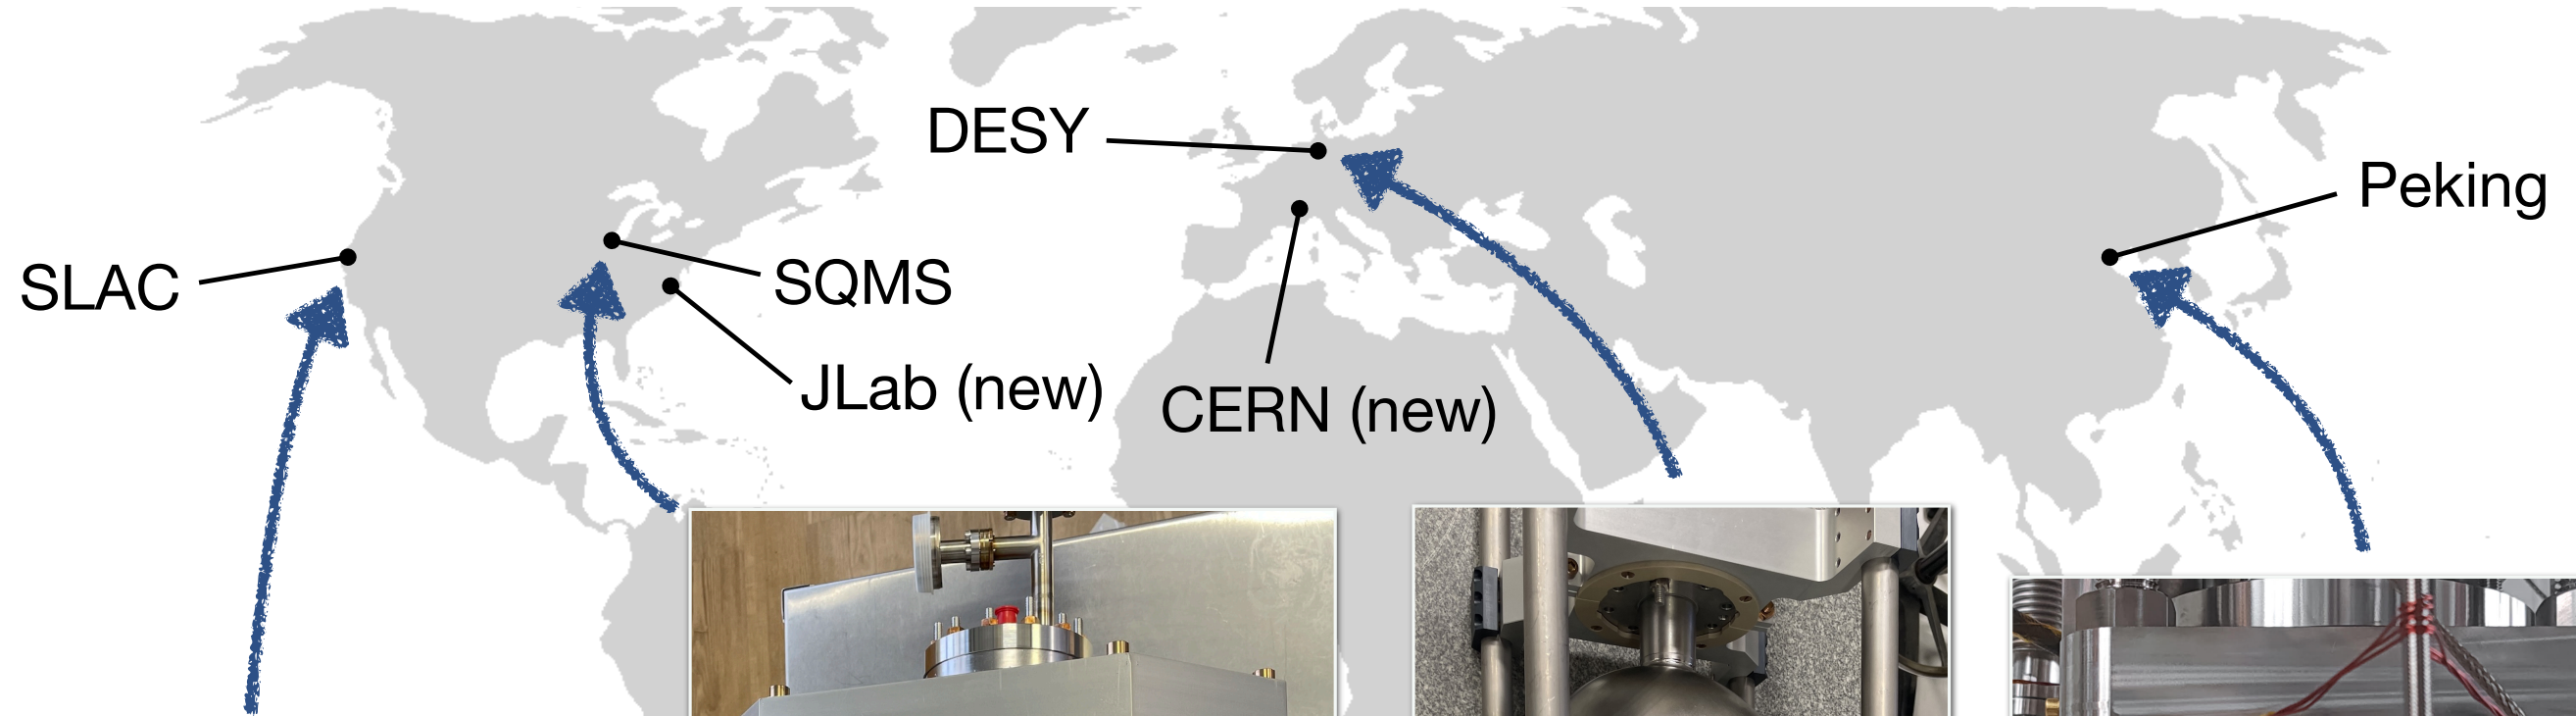 DESY
Peking
SLAC
SQMS
JLab (new)
CERN (new)